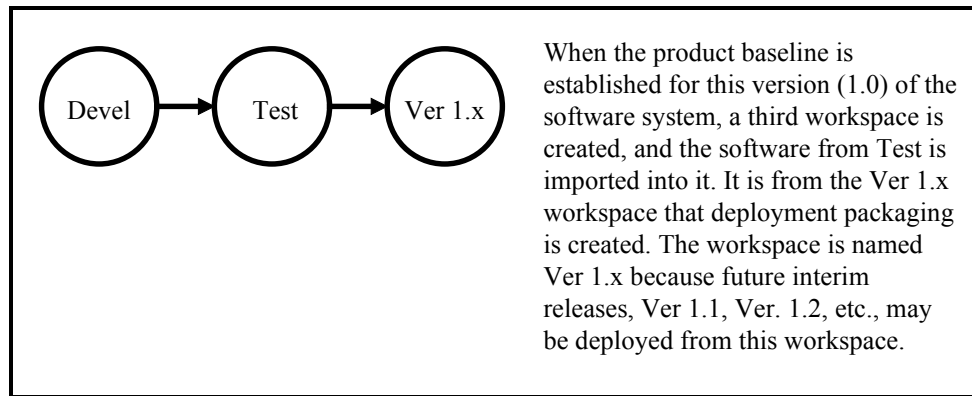 Devel
Test
Ver 1.x
When the product baseline is
established for this version (1.0) of the
software system, a third workspace is
created, and the software from Test is
imported into it. It is from the Ver 1.x
workspace that deployment packaging
is created. The workspace is named
Ver 1.x because future interim
releases, Ver 1.1, Ver. 1.2, etc., may
be deployed from this workspace.